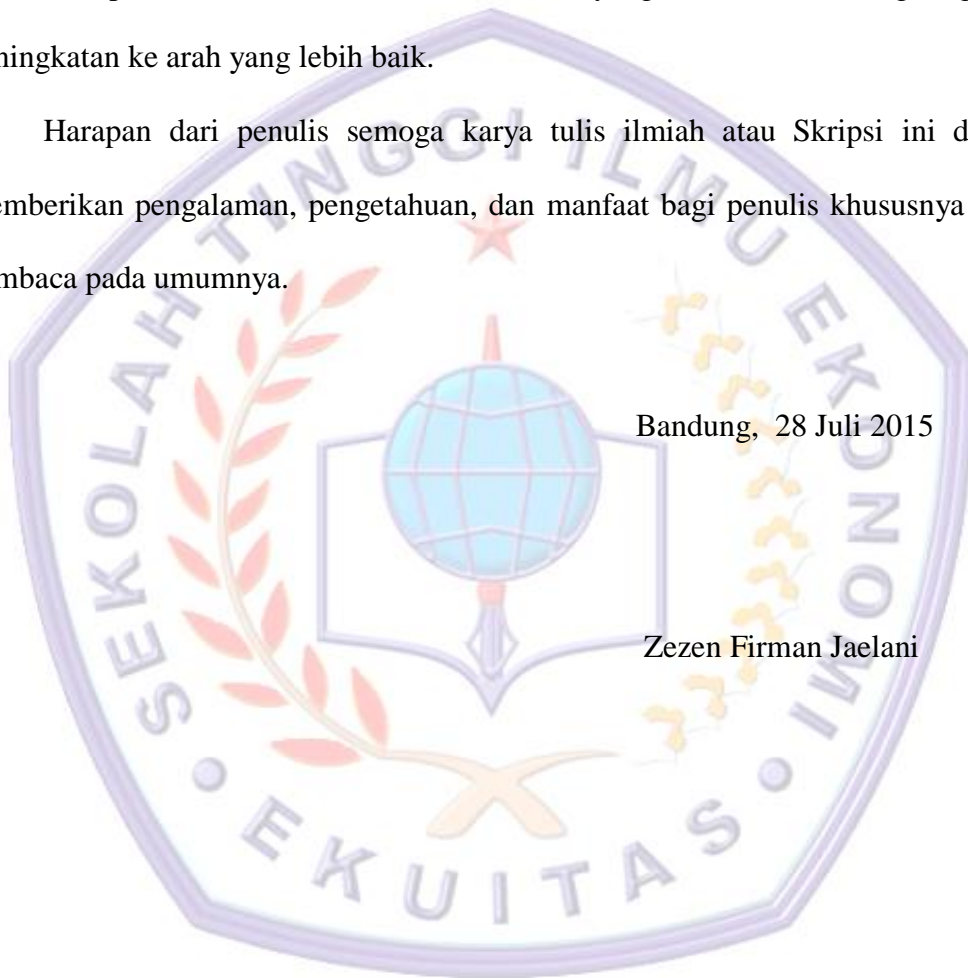 ningkatan ke arah yang lebih baik.
Harapan dari penulis semoga karya tulis ilmiah atau Skripsi ini d
emberikan pengalaman, pengetahuan, dan manfaat bagi penulis khususnya
mbaca pada umumnya.
Bandung, 28 Juli 2015
Zezen Firman Jaelani
SEKOLAH TINGGI ILMU EKONOMI
• EKUITAS •